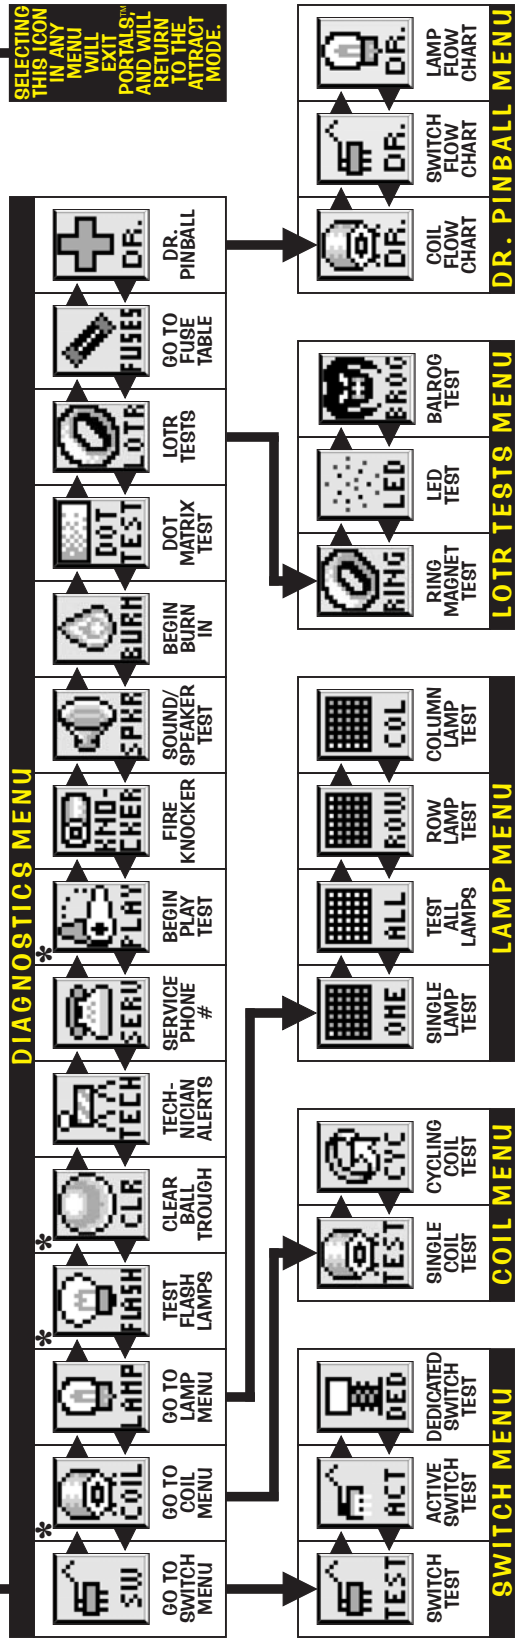 SELECTING
THIS ICON
IN ANY
MENU
WILL
EXIT
PORTALS™,
AND WILL
RETURN
TO THE
ATTRACT
MODE.
DIAGNOSTICS MENU
SW
GO TO
SWITCH
MENU
*
COIL
GO TO
COIL
MENU
LAMP
GO TO
LAMP
MENU
*
FLASH
TEST
FLASH
LAMPS
*
CLR
CLEAR
BALL
TROUGH
TECH
TECH-
NICIAN
ALERTS
SERV
SERVICE
PHONE
#
*
PLAY
BEGIN
PLAY
TEST
KNO-
CKER
FIRE
KNOCKER
SPKR
SOUND/
SPEAKER
TEST
BURN
BEGIN
BURN
IN
DOT
TEST
DOT
MATRIX
TEST
LOTR
LOTR
TESTS
FUSES
GO TO
FUSE
TABLE
DR.
DR.
PINBALL
TEST
SWITCH
TEST
ACT
ACTIVE
SWITCH
TEST
DED
DEDICATED
SWITCH
TEST
SWITCH MENU
TEST
SINGLE
COIL
TEST
CYC
CYCLING
COIL
TEST
COIL MENU
ONE
SINGLE
LAMP
TEST
ALL
TEST
ALL
LAMPS
ROW
ROW
LAMP
TEST
COL
COLUMN
LAMP
TEST
LAMP MENU
RING
RING
MAGNET
TEST
LED
LED
TEST
BROG
BALROG
TEST
LOTR TESTS MENU
DR.
COIL
FLOW
CHART
DR.
SWITCH
FLOW
CHART
DR.
LAMP
FLOW
CHART
DR. PINBALL MENU